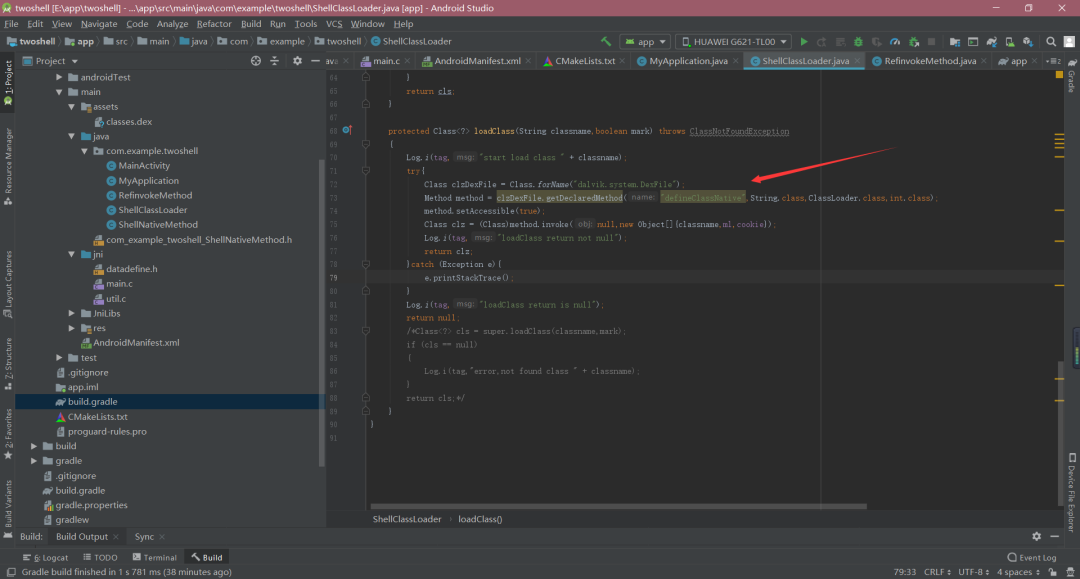 twoshell [E:\app\twoshell] - ...\app\src\main\java\com\example\twoshell\ShellClassLoader.java [app] - Android Studio
File Edit View Navigate Code Analyze Refactor Build Run Tools VCS Window Help
twoshell app src main java com example twoshell ShellClassLoader app HUAWEI G621-TL00
Project
ava main.c AndroidManifest.xml CMakeLists.txt MyApplication.java ShellClassLoader.java RefinvokeMethod.java app
1: Project
Resource Manager
Layout Captures
Z: Structure
2: Favorites
Build Variants
androidTest
main
assets
classes.dex
java
com.example.twoshell
MainActivity
MyApplication
RefinvokeMethod
ShellClassLoader
ShellNativeMethod
com_example_twoshell_ShellNativeMethod.h
jni
datadefine.h
main.c
util.c
JniLibs
res
AndroidManifest.xml
test
.gitignore
app.iml
build.gradle
CMakeLists.txt
proguard-rules.pro
build
gradle
.gitignore
build.gradle
gradle.properties
gradlew
}
return cls;
}
protected Class<?> loadClass(String classname,boolean mark) throws ClassNotFoundException
69 {
70 Log.i(tag, msg: "start load class " + classname);
71 try{
72 Class clzDexFile = Class.forName("dalvik.system.DexFile");
73 Method method = clzDexFile.getDeclaredMethod( name: "defineClassNative",String.class,ClassLoader.class,int.class);
74 method.setAccessible(true);
75 Class clz = (Class)method.invoke( obj: null,new Object[]{classname,ml,cookie});
76 Log.i(tag, msg: "loadClass return not null");
77 return clz;
78 }catch (Exception e){
79 e.printStackTrace();
80 }
81 Log.i(tag, msg: "loadClass return is null");
82 return null;
83 /*Class<?> cls = super.loadClass(classname,mark);
84 if (cls == null)
85 {
86 Log.i(tag,"error,not found class " + classname);
87 }
88 return cls;*/
89 }
90 }
91
ShellClassLoader loadClass()
Gradle
Device File Explorer
Build: Build Output Sync
6: Logcat TODO Terminal Build Event Log
Gradle build finished in 1 s 781 ms (38 minutes ago) 79:33 CRLF UTF-8 4 spaces